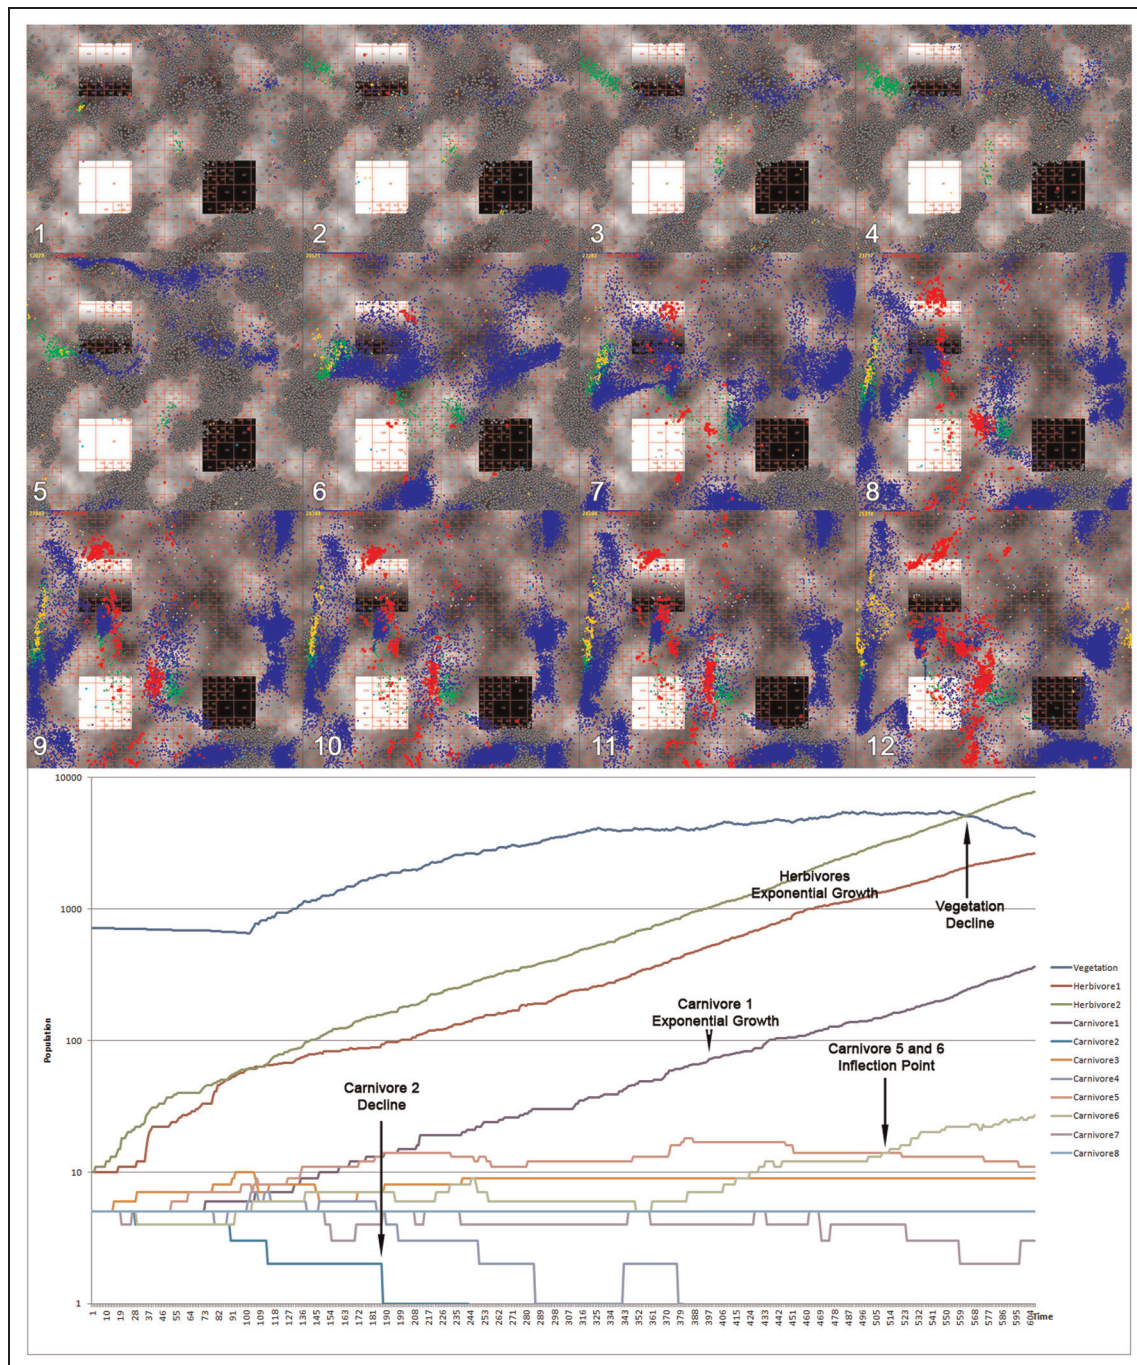 1
2
3
4
5
6
7
8
9
10
11
12
10000
1000
100
10
1
Population
Herbivores
Exponential Growth
Vegetation
Decline
Carnivore 1
Exponential Growth
Carnivore 5 and 6
Inflection Point
Carnivore 2
Decline
Vegetation
Herbivore1
Herbivore2
Carnivore1
Carnivore2
Carnivore3
Carnivore4
Carnivore5
Carnivore6
Carnivore7
Carnivore8
1 10 19 28 37 46 55 64 73 82 91 100 109 118 127 136 145 154 163 172 181 190 199 208 217 226 235 244 253 262 271 280 289 298 307 316 325 334 343 352 361 370 379 388 397 406 415 424 433 442 451 460 469 478 487 496 505 514 523 532 541 550 559 568 577 586 595 604 Time